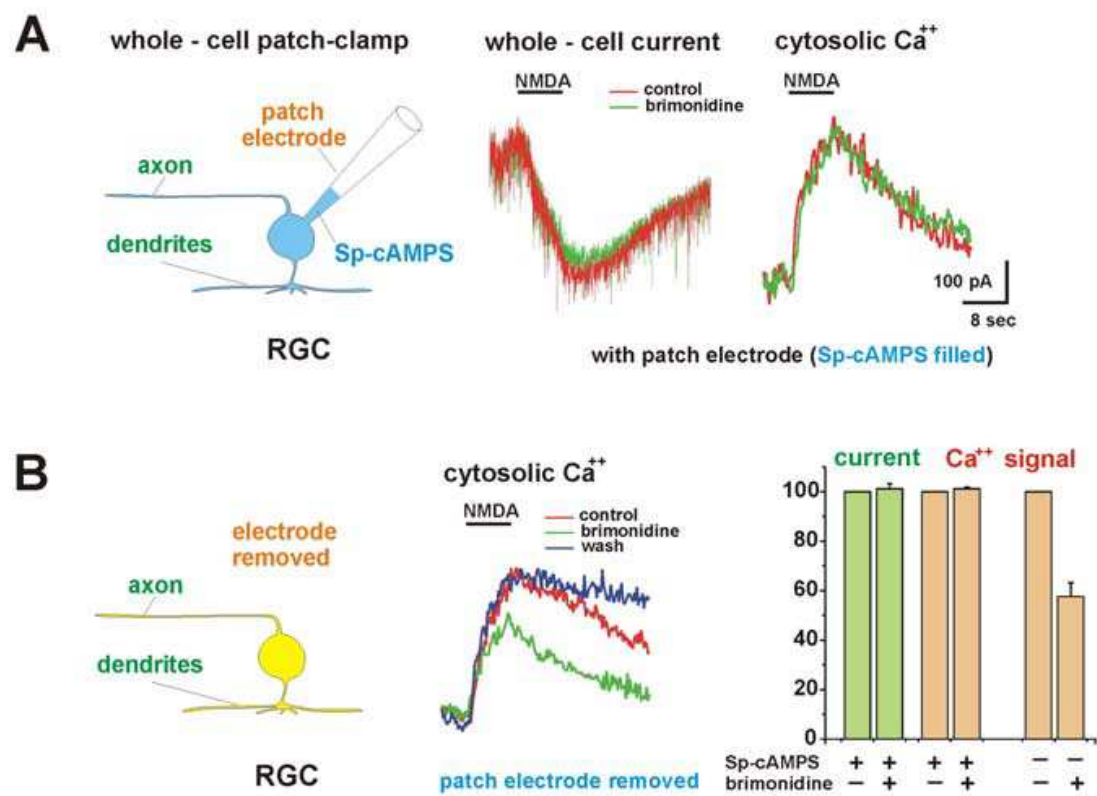 A
whole - cell patch-clamp
whole - cell current
cytosolic Ca++
patch
electrode
axon
dendrites
Sp-cAMPS
RGC
NMDA
control
brimonidine
NMDA
100 pA
8 sec
with patch electrode (Sp-cAMPS filled)
B
electrode
removed
axon
dendrites
RGC
cytosolic Ca++
NMDA
control
brimonidine
wash
patch electrode removed
current Ca++ signal
100
80
60
40
20
0
Sp-cAMPS + + + + − −
brimonidine − + − + − +